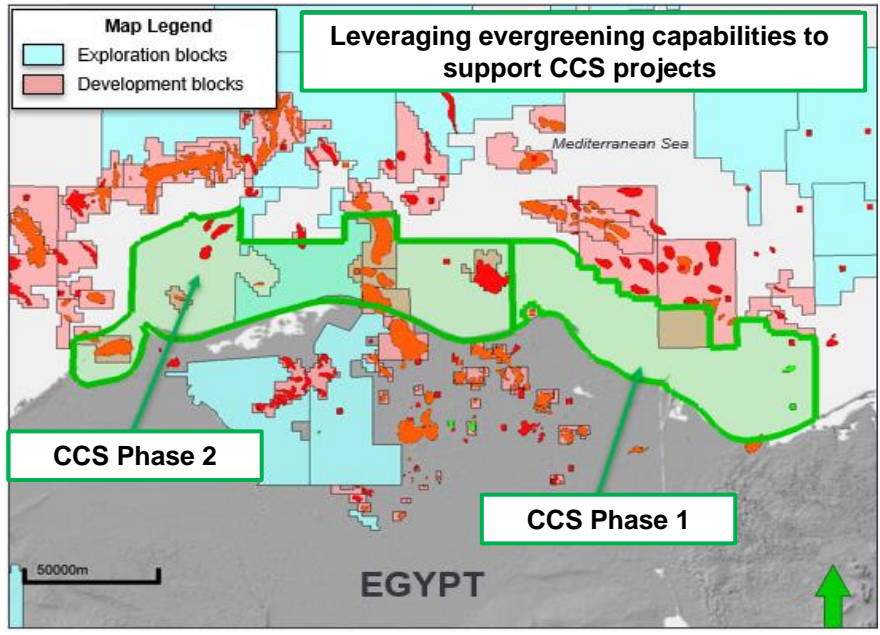 Map Legend
Exploration blocks
Development blocks
Leveraging evergreening capabilities to
support CCS projects
Mediterranean Sea
CCS Phase 2
CCS Phase 1
50000m
EGYPT